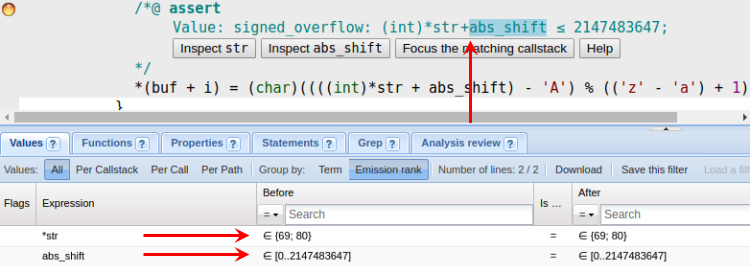 /*@ assert
Value: signed_overflow: (int)*str+abs_shift ≤ 2147483647;
Inspect str Inspect abs_shift Focus the matching callstack Help
*/
*(buf + i) = (char)((((int)*str + abs_shift) - 'A') % (('z' - 'a') + 1)
}
Values ? Functions ? Properties ? Statements ? Grep ? Analysis review ?
Values: All Per Callstack Per Call Per Path Group by: Term Emission rank Number of lines: 2 / 2 Download Save this filter Load a filt
Flags Expression Before Is ... After
= Search = Search
*str ∈ {69; 80} = ∈ {69; 80}
abs_shift ∈ [0..2147483647] = ∈ [0..2147483647]